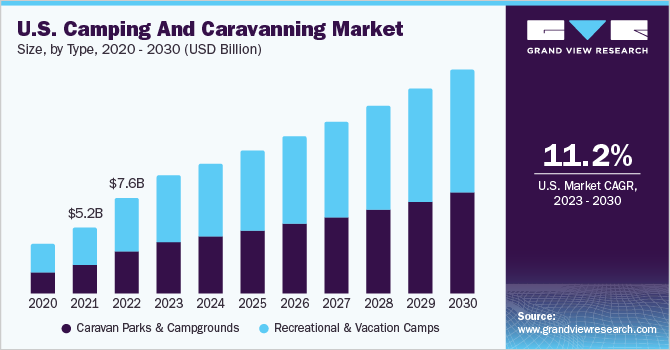 U.S. Camping And Caravanning Market
Size, by Type, 2020 - 2030 (USD Billion)
$5.2B
$7.6B
2020 2021 2022 2023 2024 2025 2026 2027 2028 2029 2030
Caravan Parks & Campgrounds
Recreational & Vacation Camps
GRAND VIEW RESEARCH
11.2%
U.S. Market CAGR,
2023 - 2030
Source:
www.grandviewresearch.com